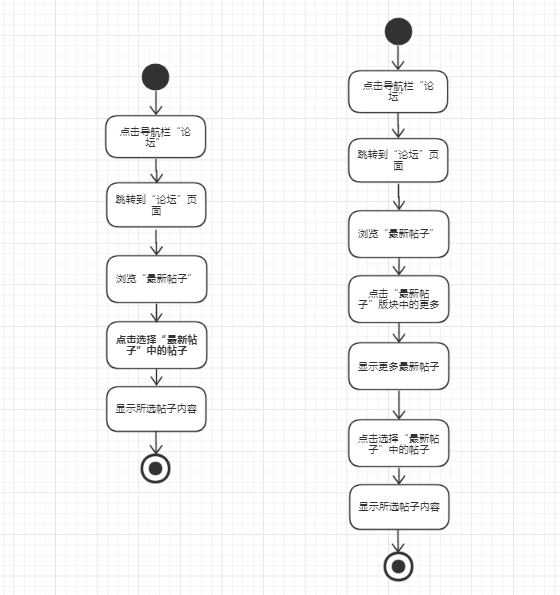 点击导航栏“论
坛”
跳转到“论坛”页
面
浏览“最新帖子”
点击选择“最新帖
子”中的帖子
显示所选帖子内容
点击导航栏“论
坛”
跳转到“论坛”页
面
浏览“最新帖子”
点击“最新帖
子”版块中的更多
显示更多最新帖子
点击选择“最新帖
子”中的帖子
显示所选帖子内容